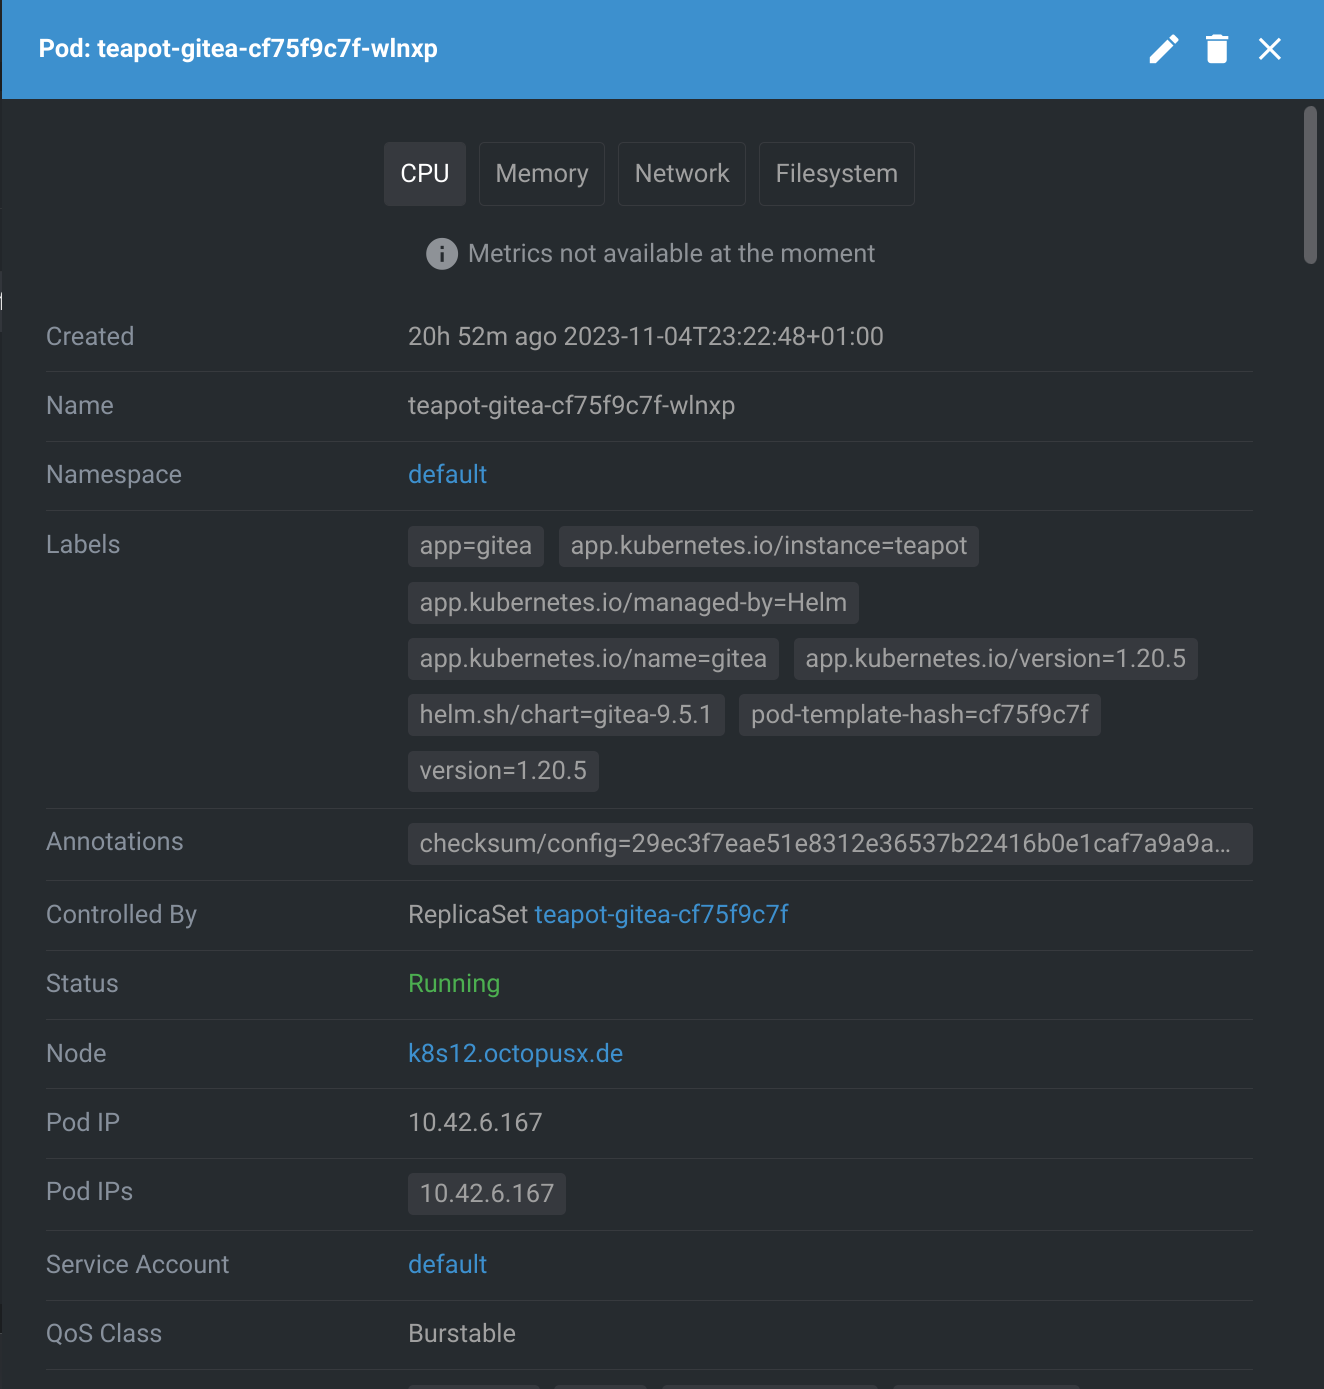 Pod: teapot-gitea-cf75f9c7f-wlnxp
CPU Memory Network Filesystem
Metrics not available at the moment
Created 20h 52m ago 2023-11-04T23:22:48+01:00
Name teapot-gitea-cf75f9c7f-wlnxp
Namespace default
Labels app=gitea app.kubernetes.io/instance=teapot
app.kubernetes.io/managed-by=Helm
app.kubernetes.io/name=gitea app.kubernetes.io/version=1.20.5
helm.sh/chart=gitea-9.5.1 pod-template-hash=cf75f9c7f
version=1.20.5
Annotations checksum/config=29ec3f7eae51e8312e36537b22416b0e1caf7a9a9a...
Controlled By ReplicaSet teapot-gitea-cf75f9c7f
Status Running
Node k8s12.octopusx.de
Pod IP 10.42.6.167
Pod IPs 10.42.6.167
Service Account default
QoS Class Burstable